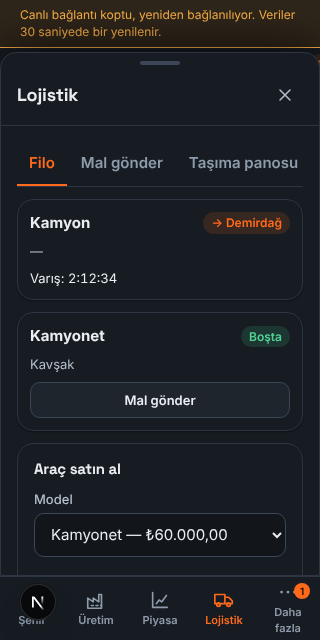 Canlı bağlantı koptu, yeniden bağlanılıyor. Veriler
30 saniyede bir yenilenir.
Lojistik
Filo
Mal gönder
Taşıma panosu
Kamyon
→ Demirdağ
—
Varış: 2:12:34
Kamyonet
Boşta
Kavşak
Mal gönder
Araç satın al
Model
Kamyonet — ₺60.000,00
N
Üretim
Piyasa
Lojistik
1
Daha
fazla